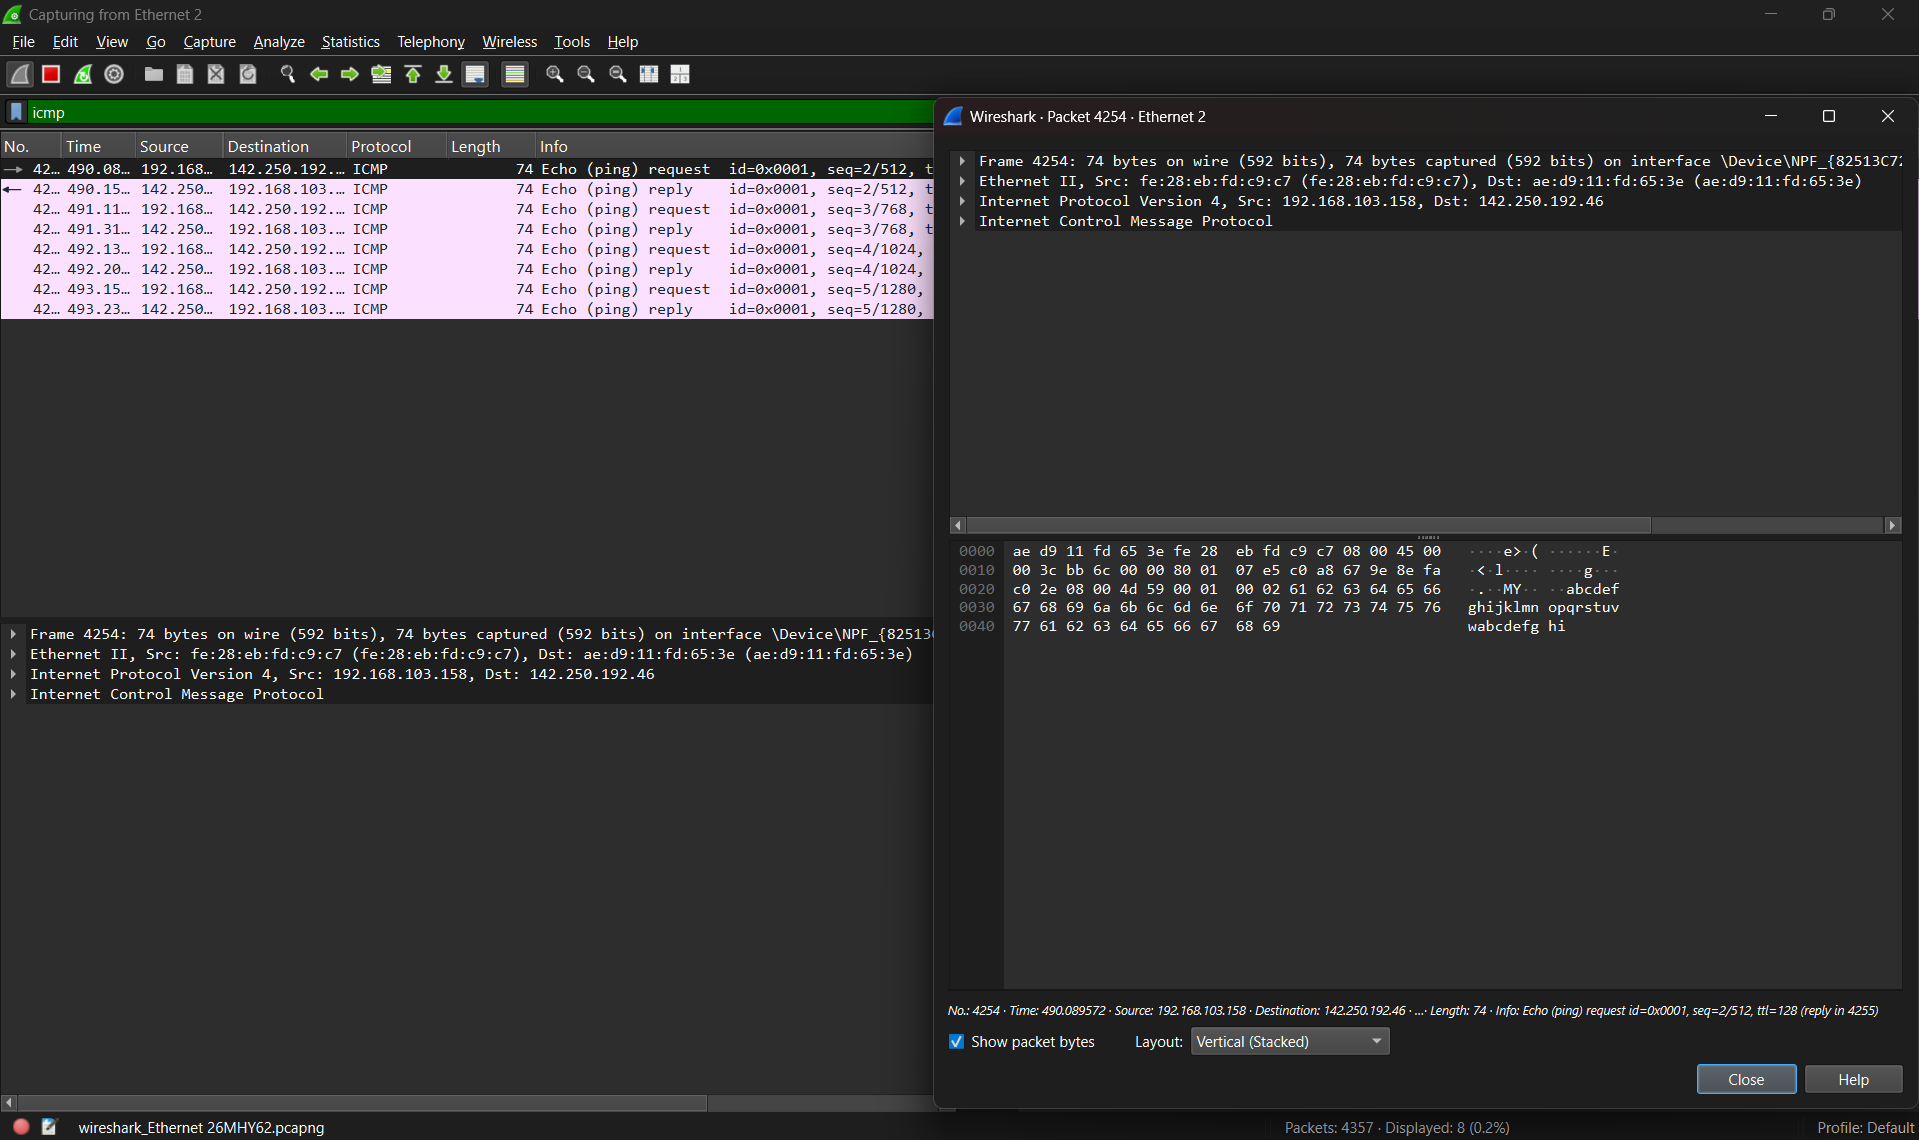 Capturing from Ethernet 2
File Edit View Go Capture Analyze Statistics Telephony Wireless Tools Help
icmp
No. Time Source Destination Protocol Length Info
42… 490.08… 192.168… 142.250.192.… ICMP 74 Echo (ping) request id=0x0001, seq=2/512, t
42… 490.15… 142.250… 192.168.103.… ICMP 74 Echo (ping) reply id=0x0001, seq=2/512, t
42… 491.11… 192.168… 142.250.192.… ICMP 74 Echo (ping) request id=0x0001, seq=3/768, t
42… 491.31… 142.250… 192.168.103.… ICMP 74 Echo (ping) reply id=0x0001, seq=3/768, t
42… 492.13… 192.168… 142.250.192.… ICMP 74 Echo (ping) request id=0x0001, seq=4/1024,
42… 492.20… 142.250… 192.168.103.… ICMP 74 Echo (ping) reply id=0x0001, seq=4/1024,
42… 493.15… 192.168… 142.250.192.… ICMP 74 Echo (ping) request id=0x0001, seq=5/1280,
42… 493.23… 142.250… 192.168.103.… ICMP 74 Echo (ping) reply id=0x0001, seq=5/1280,
Frame 4254: 74 bytes on wire (592 bits), 74 bytes captured (592 bits) on interface \Device\NPF_{82513
Ethernet II, Src: fe:28:eb:fd:c9:c7 (fe:28:eb:fd:c9:c7), Dst: ae:d9:11:fd:65:3e (ae:d9:11:fd:65:3e)
Internet Protocol Version 4, Src: 192.168.103.158, Dst: 142.250.192.46
Internet Control Message Protocol
Wireshark · Packet 4254 · Ethernet 2
Frame 4254: 74 bytes on wire (592 bits), 74 bytes captured (592 bits) on interface \Device\NPF_{82513C72
Ethernet II, Src: fe:28:eb:fd:c9:c7 (fe:28:eb:fd:c9:c7), Dst: ae:d9:11:fd:65:3e (ae:d9:11:fd:65:3e)
Internet Protocol Version 4, Src: 192.168.103.158, Dst: 142.250.192.46
Internet Control Message Protocol
0000 ae d9 11 fd 65 3e fe 28 eb fd c9 c7 08 00 45 00 ····e>·( ······E·
0010 00 3c bb 6c 00 00 80 01 07 e5 c0 a8 67 9e 8e fa ·<·l···· ····g···
0020 c0 2e 08 00 4d 59 00 01 00 02 61 62 63 64 65 66 ·.··MY·· ··abcdef
0030 67 68 69 6a 6b 6c 6d 6e 6f 70 71 72 73 74 75 76 ghijklmn opqrstuv
0040 77 61 62 63 64 65 66 67 68 69 wabcdefg hi
No.: 4254 · Time: 490.089572 · Source: 192.168.103.158 · Destination: 142.250.192.46 · …· Length: 74 · Info: Echo (ping) request id=0x0001, seq=2/512, ttl=128 (reply in 4255)
Show packet bytes Layout: Vertical (Stacked)
Close Help
wireshark_Ethernet 26MHY62.pcapng Packets: 4357 · Displayed: 8 (0.2%) Profile: Default